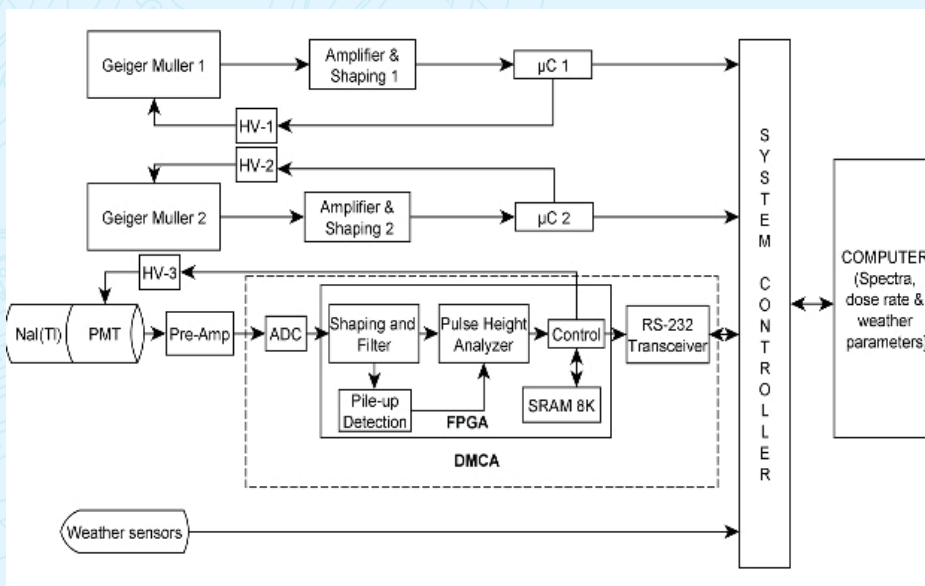 Geiger Muller 1
Amplifier &
Shaping 1
µC 1
HV-1
HV-2
Geiger Muller 2
Amplifier &
Shaping 2
µC 2
HV-3
NaI(Tl)
PMT
Pre-Amp
ADC
Shaping and
Filter
Pulse Height
Analyzer
Control
RS-232
Transceiver
Pile-up
Detection
SRAM 8K
FPGA
DMCA
Weather sensors
SYSTEM CONTROLLER
COMPUTER
(Spectra,
dose rate &
weather
parameters)